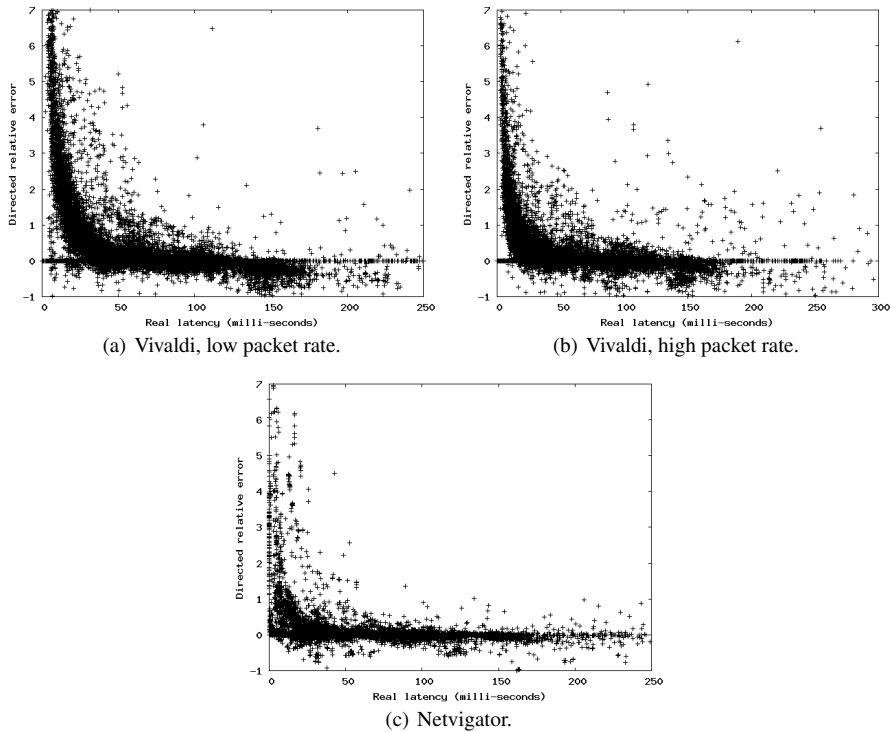 7
6
5
4
3
2
1
0
-1
Directed relative error
0 50 100 150 200 250
Real latency (milli-seconds)
(a) Vivaldi, low packet rate.
7
6
5
4
3
2
1
0
-1
Directed relative error
0 50 100 150 200 250 300
Real latency (milli-seconds)
(b) Vivaldi, high packet rate.
7
6
5
4
3
2
1
0
-1
Directed relative error
0 50 100 150 200 250
Real latency (milli-seconds)
(c) Netvigator.